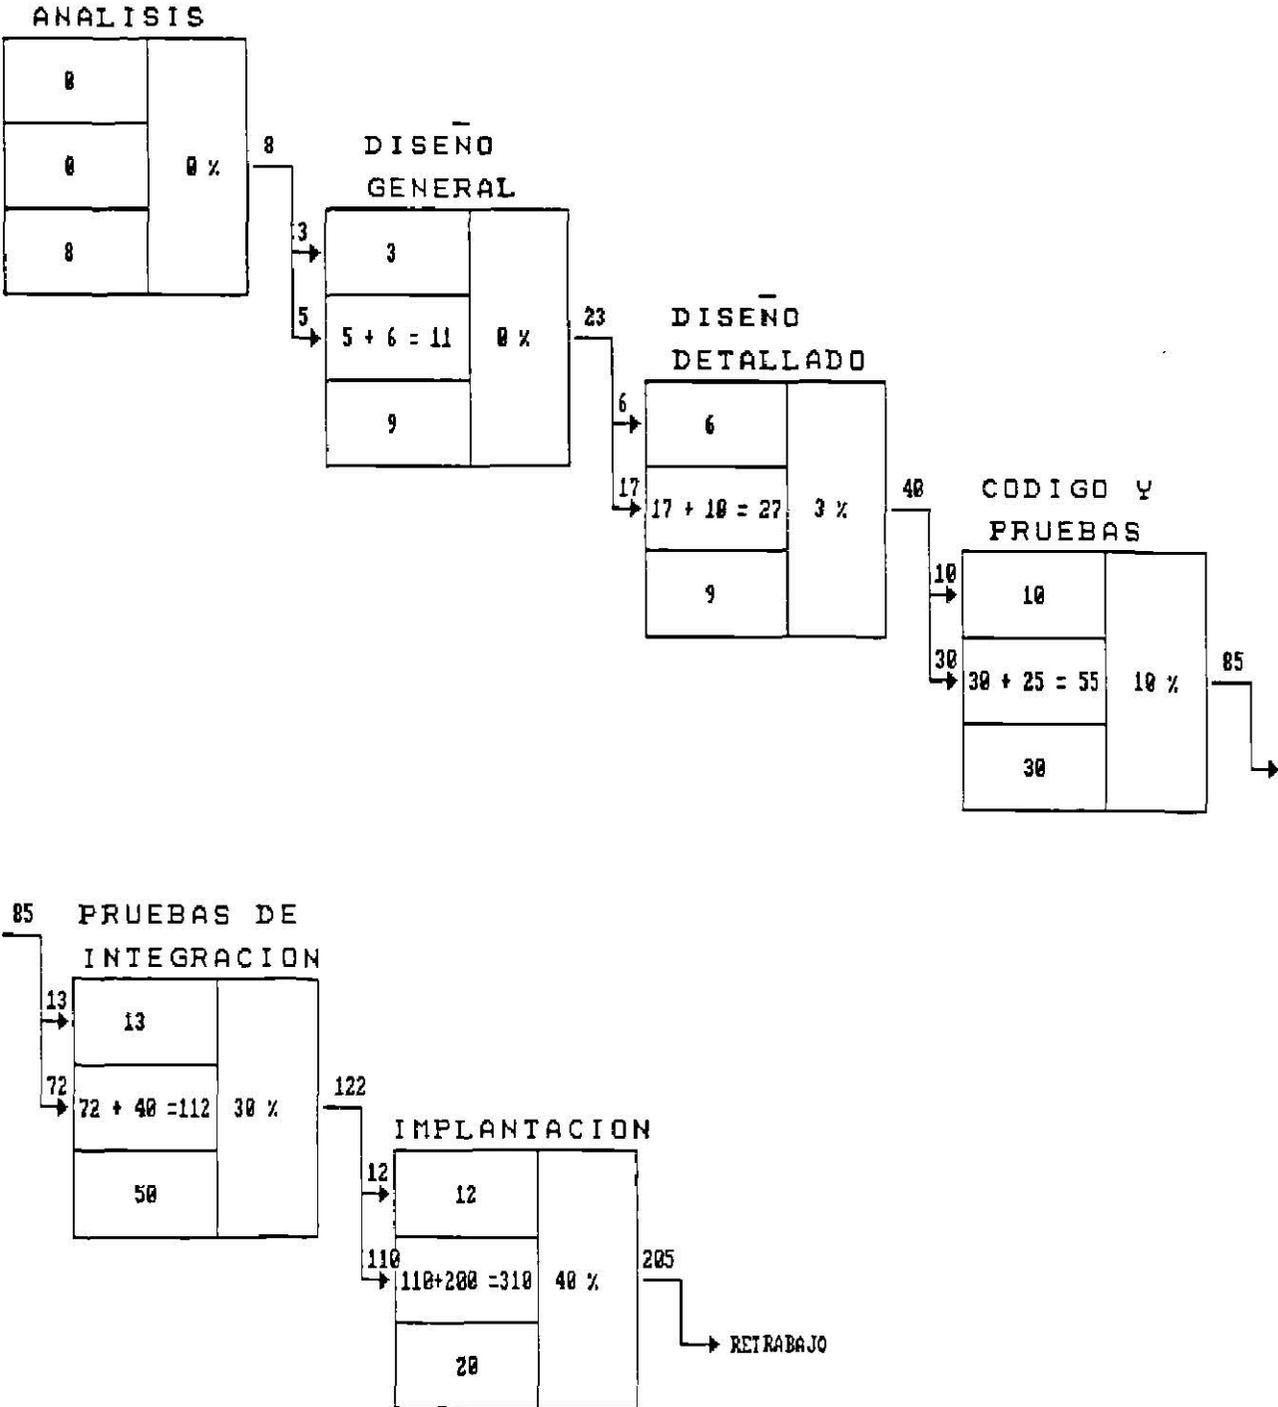 ANALISIS
0
0
0 %
8
8
DISEÑO
GENERAL
3
3
5
5 + 6 = 11
0 %
9
23
DISEÑO
DETALLADO
6
6
17
17 + 10 = 27
3 %
9
40
CODIGO Y
PRUEBAS
10
10
30
30 + 25 = 55
10 %
30
85
85
PRUEBAS DE
INTEGRACION
13
13
72
72 + 40 =112
30 %
50
122
IMPLANTACION
12
12
110
110+200 =310
40 %
20
205
RETRABAJO